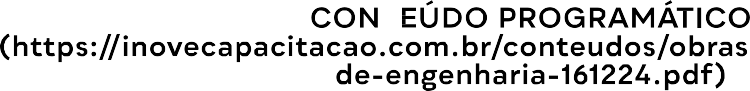 CON EÚDO PROGRAMÁTICO
(https://inovecapacitacao.com.br/conteudos/obras
de-engenharia-161224.pdf)